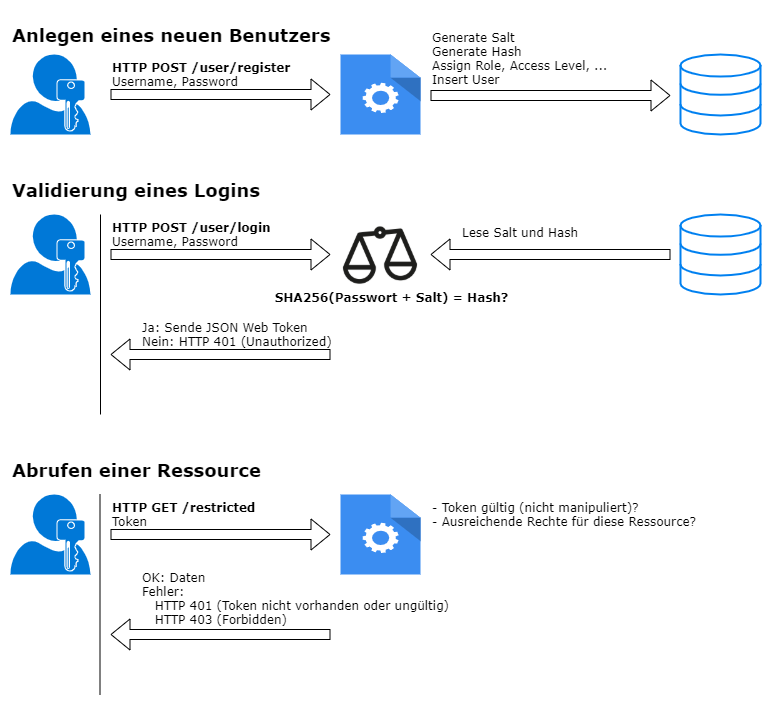 Anlegen eines neuen Benutzers
HTTP POST /user/register
Username, Password
Generate Salt
Generate Hash
Assign Role, Access Level, ...
Insert User
Validierung eines Logins
HTTP POST /user/login
Username, Password
Lese Salt und Hash
SHA256(Passwort + Salt) = Hash?
Ja: Sende JSON Web Token
Nein: HTTP 401 (Unauthorized)
Abrufen einer Ressource
HTTP GET /restricted
Token
- Token gültig (nicht manipuliert)?
- Ausreichende Rechte für diese Ressource?
OK: Daten
Fehler:
HTTP 401 (Token nicht vorhanden oder ungültig)
HTTP 403 (Forbidden)